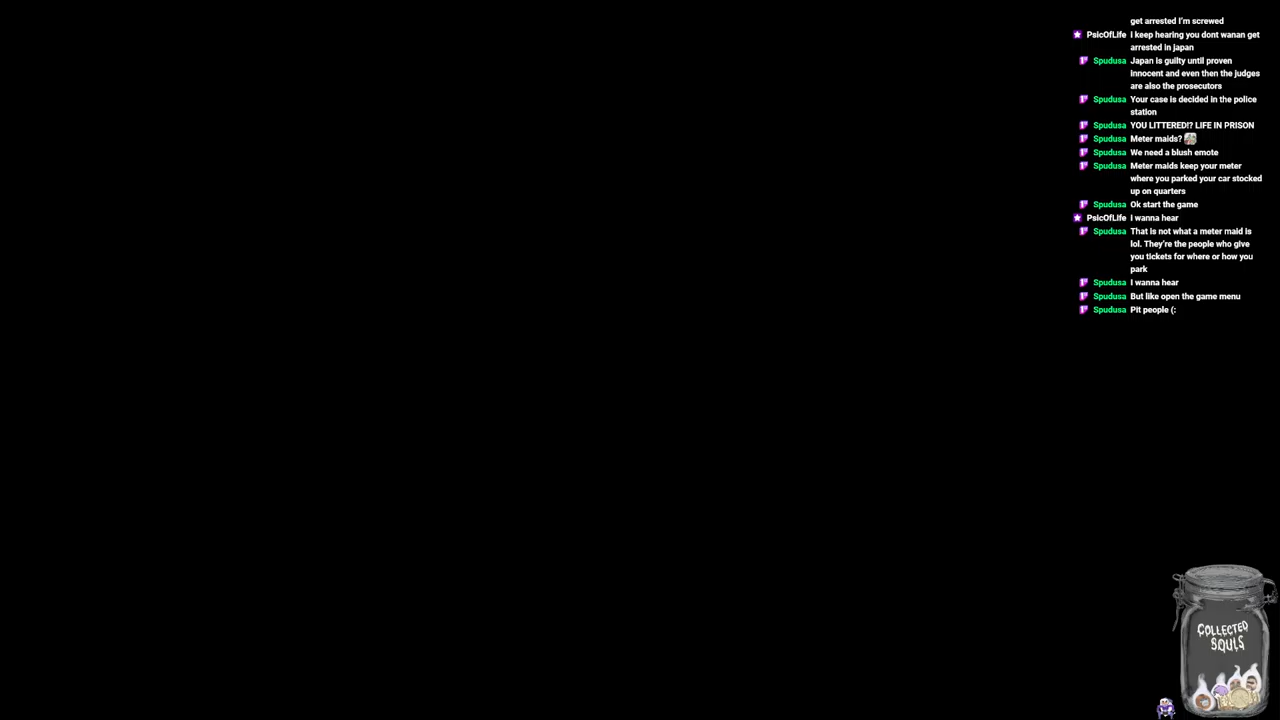 get arrested I'm screwed
PsicOfLife I keep hearing you dont wanan get
arrested in japan
Spudusa Japan is guilty until proven
innocent and even then the judges
are also the prosecutors
Spudusa Your case is decided in the police
station
Spudusa YOU LITTERED!? LIFE IN PRISON
Spudusa Meter maids?
Spudusa We need a blush emote
Spudusa Meter maids keep your meter
where you parked your car stocked
up on quarters
Spudusa Ok start the game
PsicOfLife I wanna hear
Spudusa That is not what a meter maid is
lol. They're the people who give
you tickets for where or how you
park
Spudusa I wanna hear
Spudusa But like open the game menu
Spudusa Pit people (:
COLLECTED
SOULS